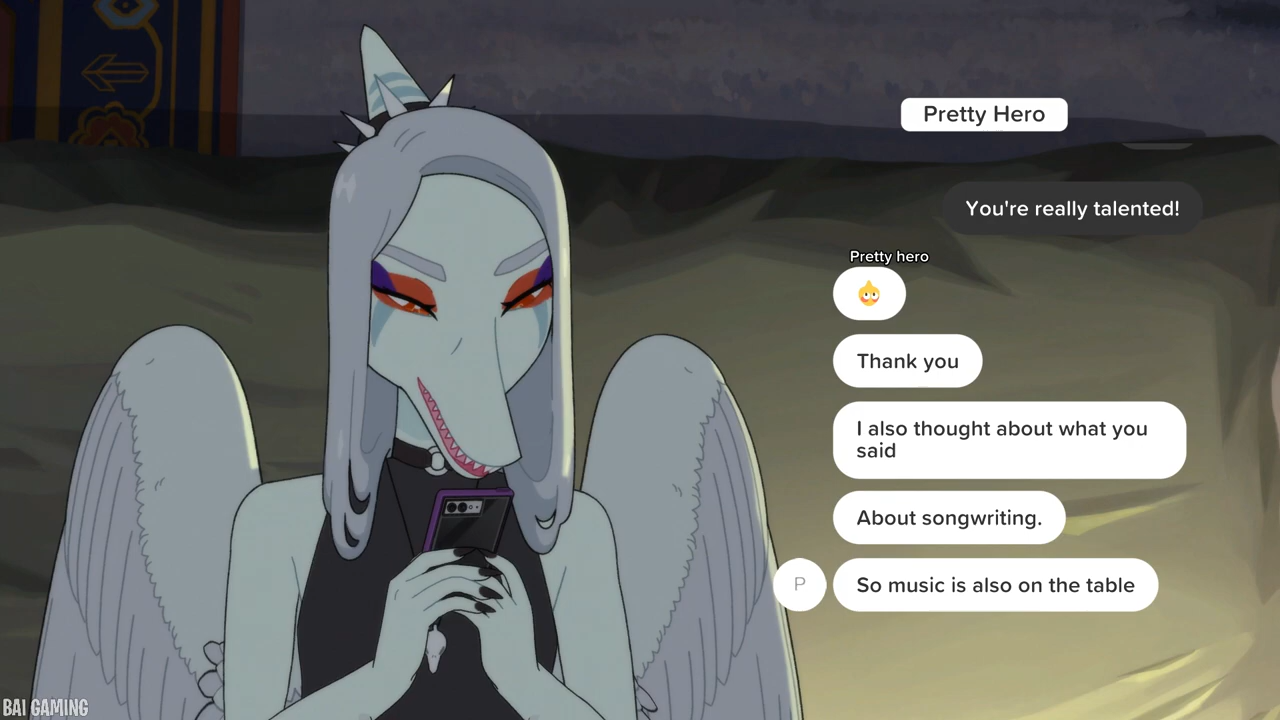 Pretty Hero
You're really talented!
Pretty hero
Thank you
I also thought about what you
said
About songwriting.
P
So music is also on the table
BAI GAMING